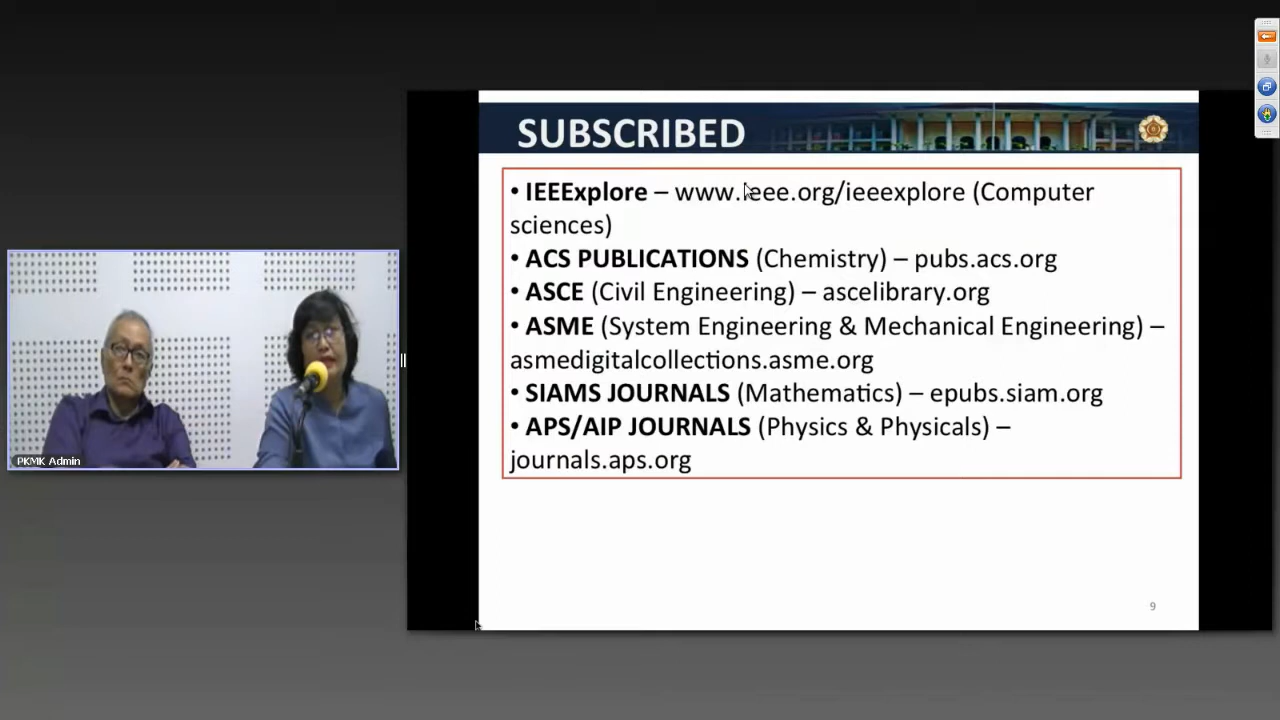 SUBSCRIBED
• IEEExplore – www.ieee.org/ieeexplore (Computer
sciences)
• ACS PUBLICATIONS (Chemistry) – pubs.acs.org
• ASCE (Civil Engineering) – ascelibrary.org
• ASME (System Engineering & Mechanical Engineering) –
asmedigitalcollections.asme.org
• SIAMS JOURNALS (Mathematics) – epubs.siam.org
• APS/AIP JOURNALS (Physics & Physicals) –
journals.aps.org
PKMK Admin
9